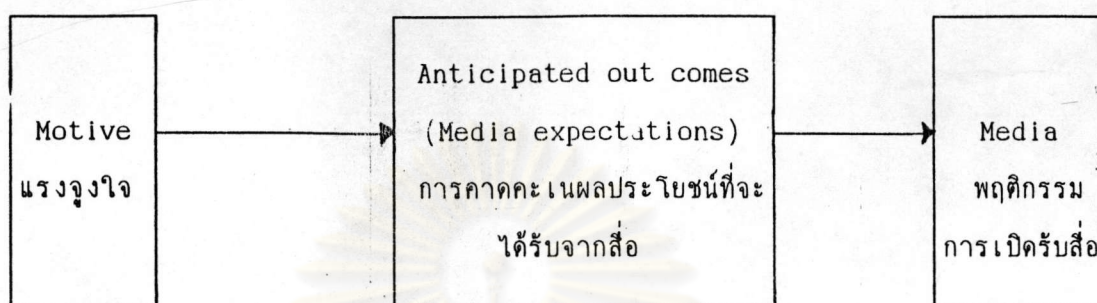 Motive
แรงจูงใจ
Anticipated out comes
(Media expectations)
การคาดคะเนผลประโยชน์ที่จะ
ได้รับจากสื่อ
Media
พฤติกรรม
การเปิดรับสื่อ